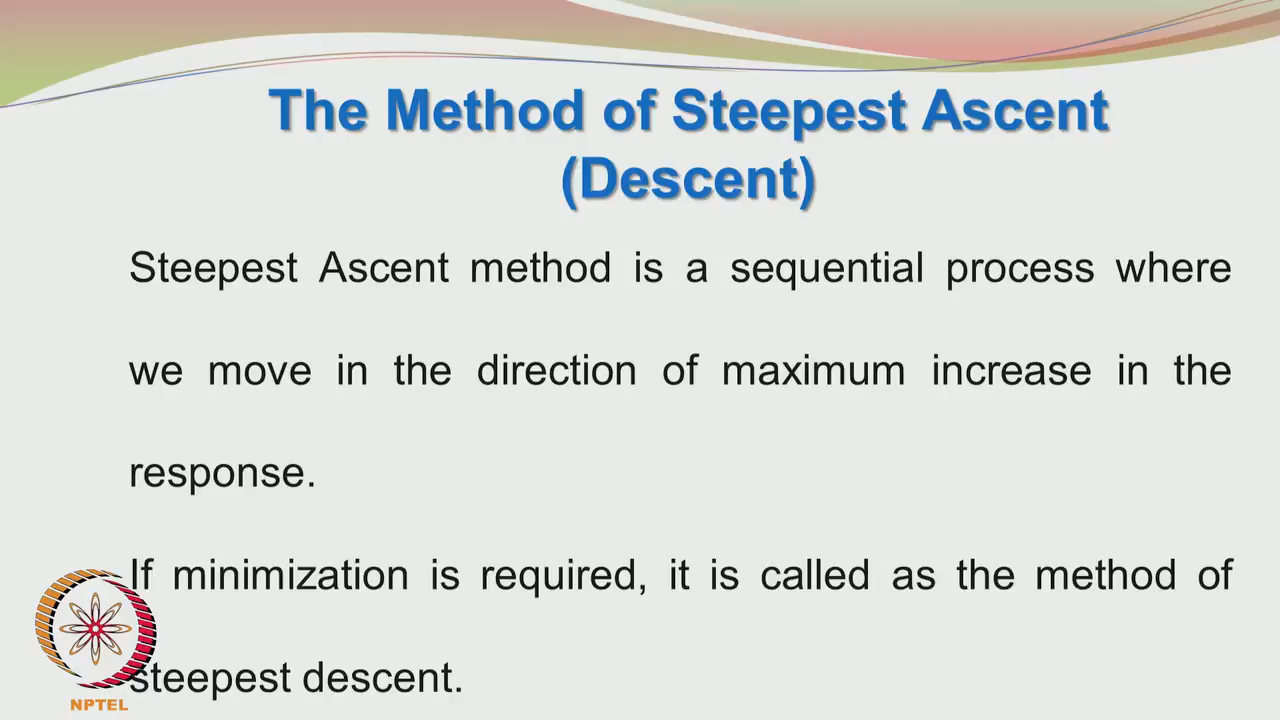 The Method of Steepest Ascent
(Descent)
Steepest Ascent method is a sequential process where
we move in the direction of maximum increase in the
response.
If minimization is required, it is called as the method of
steepest descent.
NPTEL